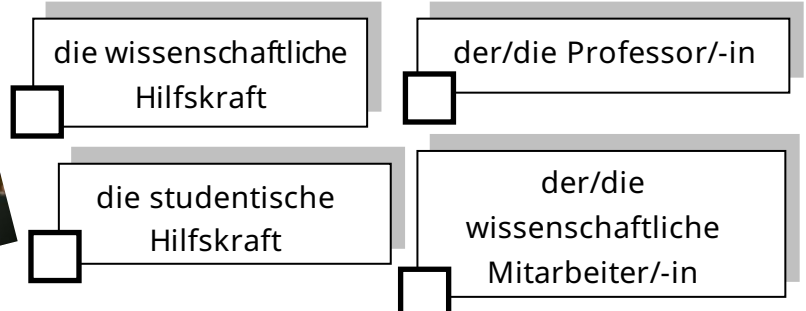 die wissenschaftliche
Hilfskraft
der/die Professor/-in
die studentische
Hilfskraft
der/die
wissenschaftliche
Mitarbeiter/-in